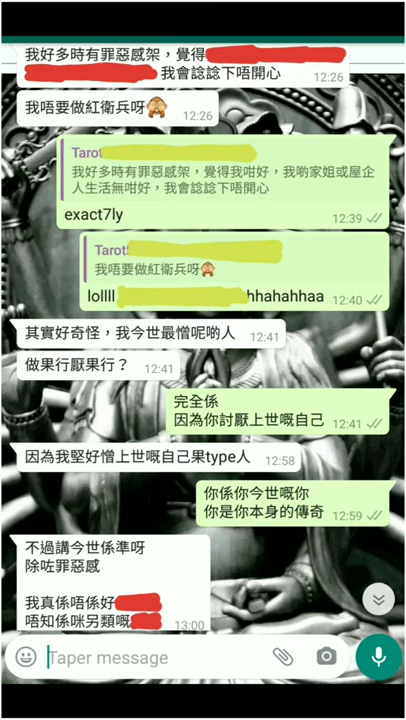 我好多時有罪惡感架，覺得
我會諗諗下唔開心
12:26
我唔要做紅衛兵呀🙈
12:26
Tarot
我好多時有罪惡感架，覺得我咁好，我啲家姐或屋企
人生活無咁好，我會諗諗下唔開心
exact7ly
12:39
Tarot
我唔要做紅衛兵呀🙈
lollll hhahahhaa
12:40
其實好奇怪，我今世最憎呢啲人
12:41
做果行厭果行？
12:41
完全係
因為你討厭上世嘅自己
12:41
因為我堅好憎上世嘅自己果type人
12:58
你係你今世嘅你
你是你本身的傳奇
12:59
不過講今世係準呀
除咗罪惡感
我真係唔係好
唔知係咪另類嘅
13:00
Taper message